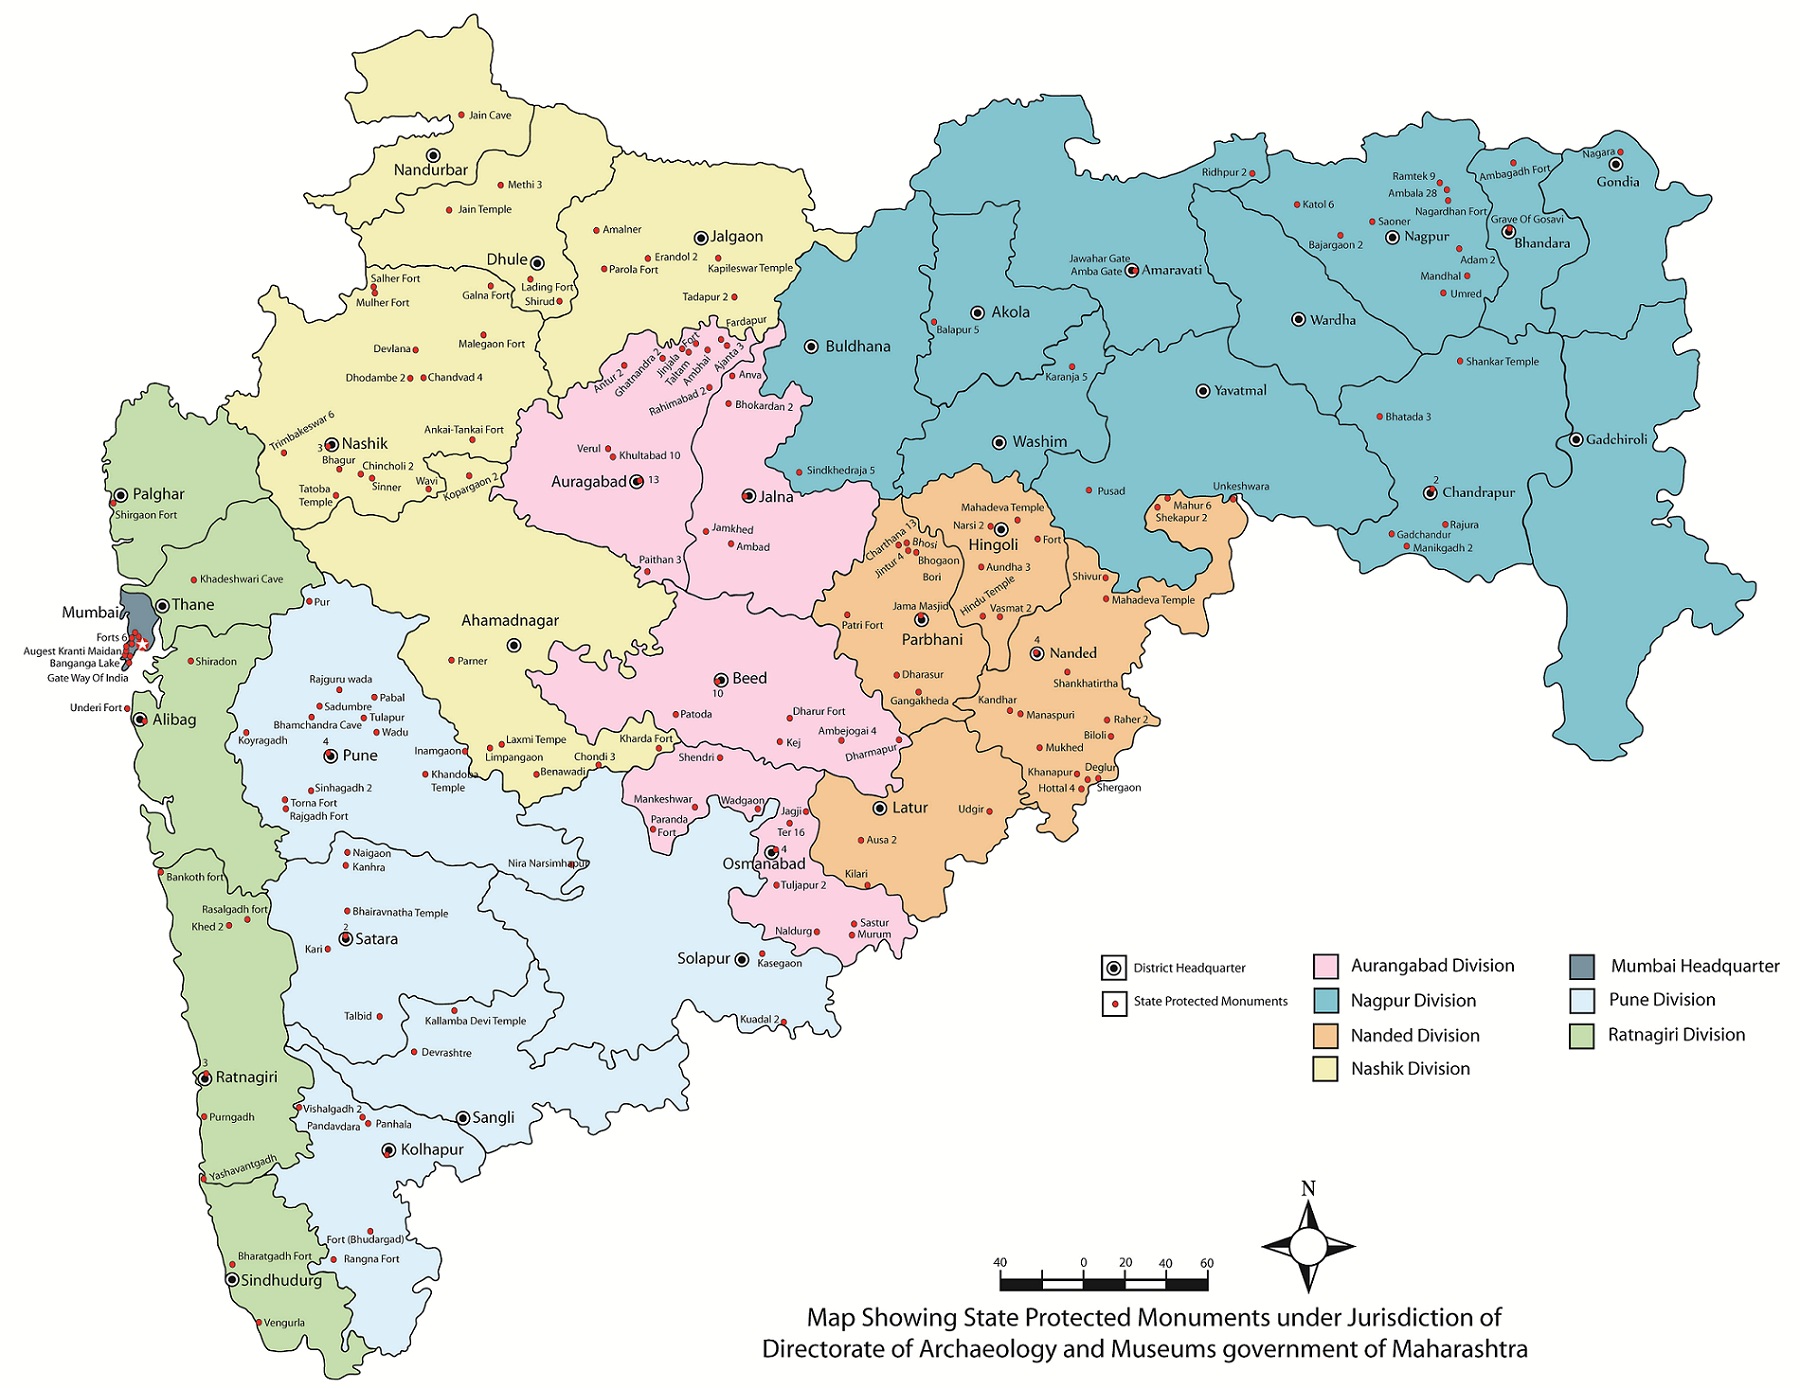 Jain Cave
Nandurbar
Methi 3
Jain Temple
Dhule
Lading Fort
Shirud
Galna Fort
Salher Fort
Mulher Fort
Amalner
Jalgaon
Erandol 2
Parola Fort
Kapileswar Temple
Tadapur 2
Fardapur
Malegaon Fort
Devlana
Dhodambe 2
Chandvad 4
Trimbakeswar 6
3
Nashik
Ankai-Tankai Fort
Bhagur
Chincholi 2
Sinner
Wavi
Kopargaon 2
Tatoba
Temple
Antur 2
Ghatnandra 2
Jinjala Fort
Taltam
Ambhai
Ajanta 3
Rahimabad 2
Anva
Bhokardan 2
Verul
Khultabad 10
Auragabad
13
Jalna
Jamkhed
Ambad
Paithan 3
Buldhana
Sindkhedraja 5
Akola
Balapur 5
Jawahar Gate
Amba Gate
Amaravati
Ridhpur 2
Karanja 5
Washim
Yavatmal
Pusad
Wardha
Katol 6
Ramtek 9
Ambala 28
Nagardhan Fort
Saoner
Bajargaon 2
Nagpur
Adam 2
Mandhal
Umred
Ambagadh Fort
Grave Of Gosavi
Bhandara
Nagara
Gondia
Shankar Temple
Bhatada 3
Gadchiroli
2
Chandrapur
Rajura
Gadchandur
Manikgadh 2
Unkeshwara
Mahur 6
Shekapur 2
Mahadeva Temple
Narsi 2
Hingoli
Fort
Aundha 3
Hindu Temple
Vasmat 2
Charthana 13
Bhosi
Jintur 4
Bhogaon
Bori
Jama Masjid
Parbhani
Patri Fort
Dharasur
Gangakheda
Shivur
Mahadeva Temple
4
Nanded
Shankhatirtha
Kandhar
Manaspuri
Raher 2
Biloli
Mukhed
Khanapur
Deglur
Hottal 4
Shergaon
Latur
Udgir
Ausa 2
Kilari
Palghar
Shirgaon Fort
Khadeshwari Cave
Thane
Mumbai
Forts 6
Augest Kranti Maidan
Banganga Lake
Gate Way Of India
Shiradon
Underi Fort
Alibag
Pur
Ahamadnagar
Parner
Rajguru wada
Pabal
Sadumbre
Bhamchandra Cave
Tulapur
Wadu
Koyragadh
4
Pune
Inamgaon
Khandoba
Temple
Sinhagadh 2
Torna Fort
Rajgadh Fort
Laxmi Tempe
Limpangaon
Benawadi
Chondi 3
Kharda Fort
Beed
10
Patoda
Dharur Fort
Kej
Ambejogai 4
Dharmapur
Shendri
Mankeshwar
Wadgaon
Paranda
Fort
Jagji
Ter 16
4
Osmanabad
Tuljapur 2
Naldurg
Sastur
Murum
Naigaon
Kanhra
Nira Narsimhapur
Bankoth fort
Rasalgadh fort
Khed 2
Bhairavnatha Temple
2
Satara
Kari
Talbid
Kallamba Devi Temple
Devrashtre
Solapur
Kasegaon
Kuadal 2
3
Ratnagiri
Purngadh
Yashavantgadh
Vishalgadh 2
Pandavdara
Panhala
Kolhapur
Sangli
Fort (Bhudargad)
Rangna Fort
Bharatgadh Fort
Sindhudurg
Vengurla
District Headquarter
State Protected Monuments
Aurangabad Division
Nagpur Division
Nanded Division
Nashik Division
Mumbai Headquarter
Pune Division
Ratnagiri Division
N
40 0 20 40 60
Map Showing State Protected Monuments under Jurisdiction of
Directorate of Archaeology and Museums government of Maharashtra